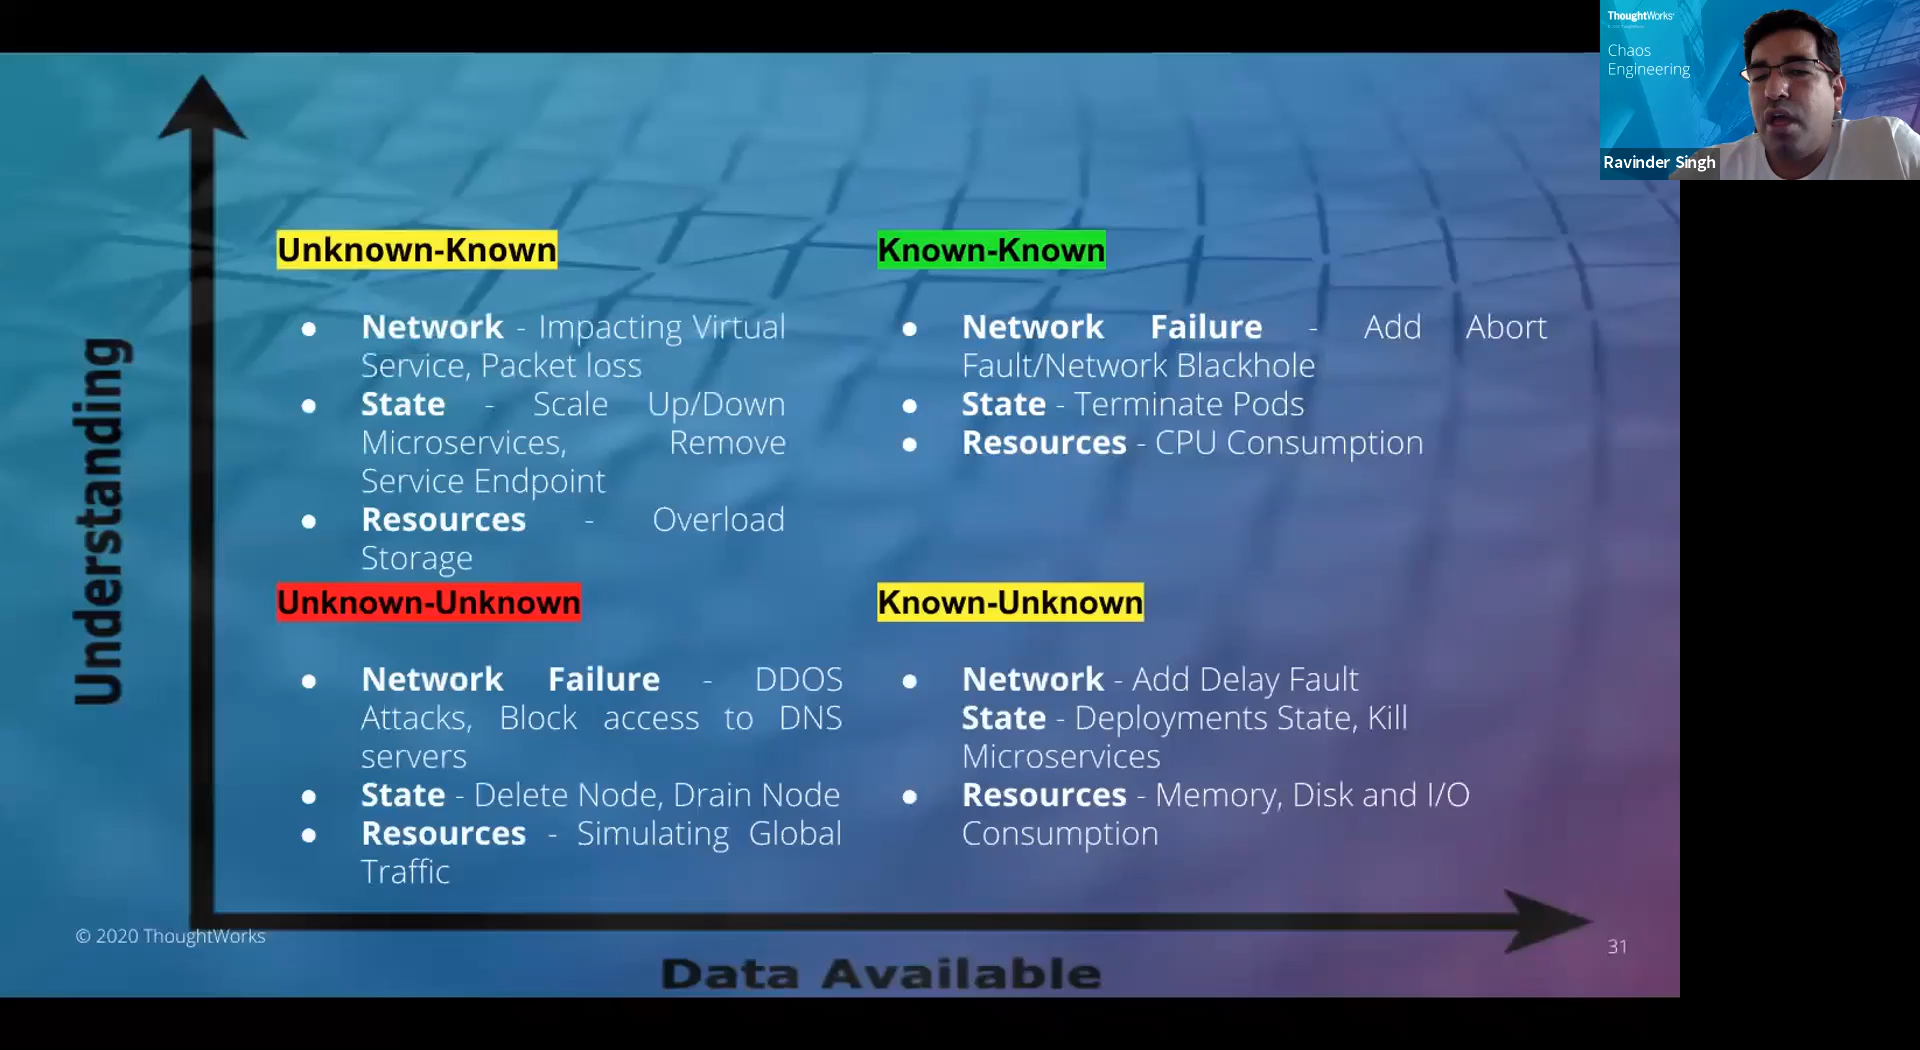 ThoughtWorks
Chaos
Engineering
Ravinder Singh
Understanding
Unknown-Known
● Network - Impacting Virtual
Service, Packet loss
● State - Scale Up/Down
Microservices, Remove
Service Endpoint
● Resources - Overload
Storage
Known-Known
● Network Failure - Add Abort
Fault/Network Blackhole
● State - Terminate Pods
● Resources - CPU Consumption
Unknown-Unknown
● Network Failure - DDOS
Attacks, Block access to DNS
servers
● State - Delete Node, Drain Node
● Resources - Simulating Global
Traffic
Known-Unknown
● Network - Add Delay Fault
State - Deployments State, Kill
Microservices
● Resources - Memory, Disk and I/O
Consumption
© 2020 ThoughtWorks
31
Data Available